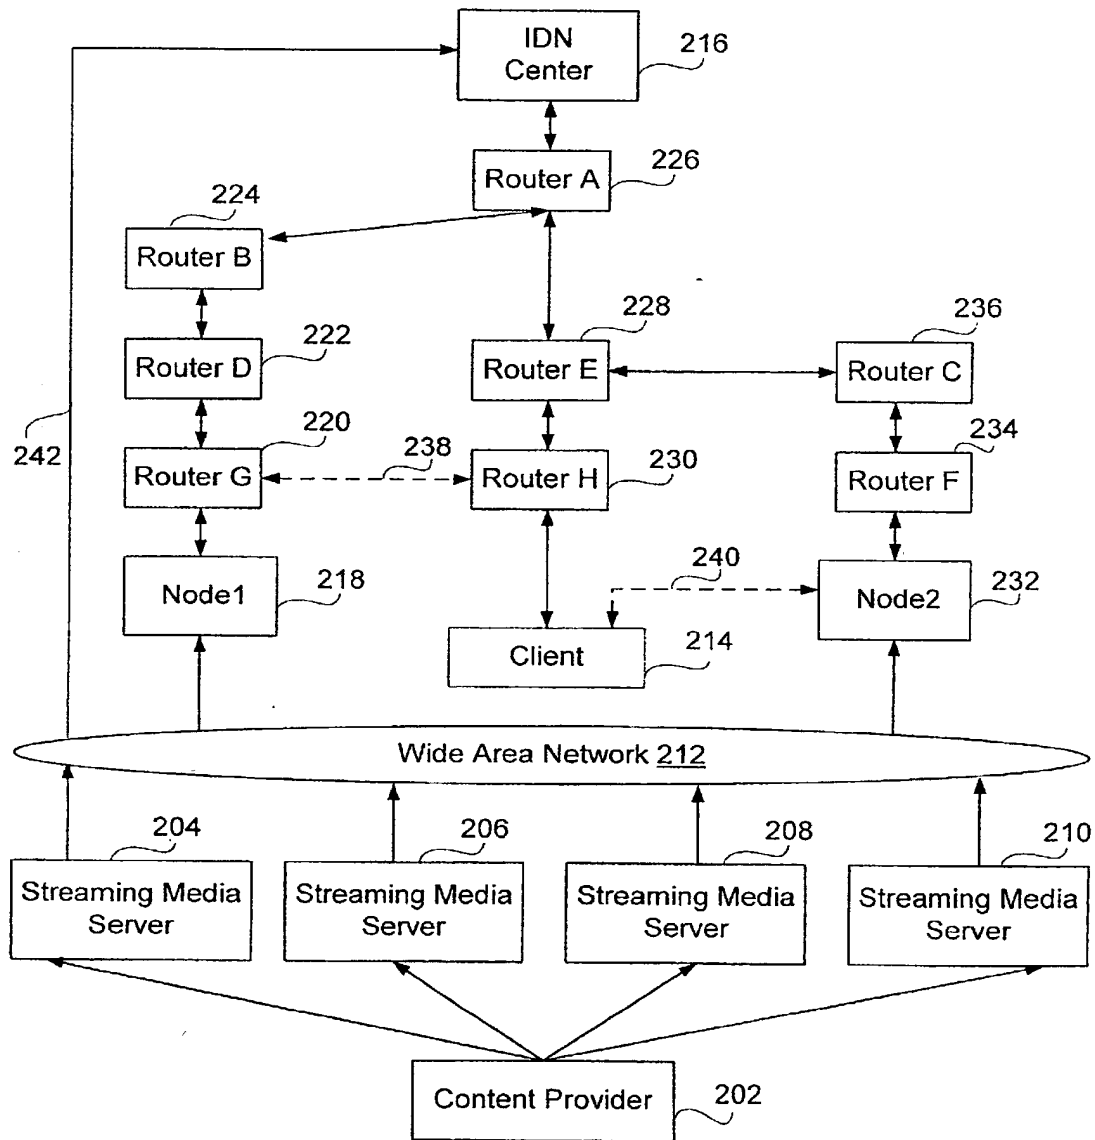 IDN
Center
216
Router A
226
224
Router B
228
236
Router D
222
Router E
Router C
242
220
238
234
Router G
Router H
230
Router F
240
Node1
218
Node2
232
Client
214
Wide Area Network 212
204
206
208
210
Streaming Media
Server
Streaming Media
Server
Streaming Media
Server
Streaming Media
Server
Content Provider
202